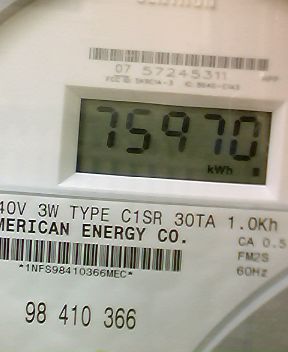 07 57245311
75970
kWh
40V 3W TYPE C1SR 30TA 1.0Kh
MERICAN ENERGY CO.
CA 0.5
*1NFS98410366MEC*
FM2S
60Hz
98 410 366